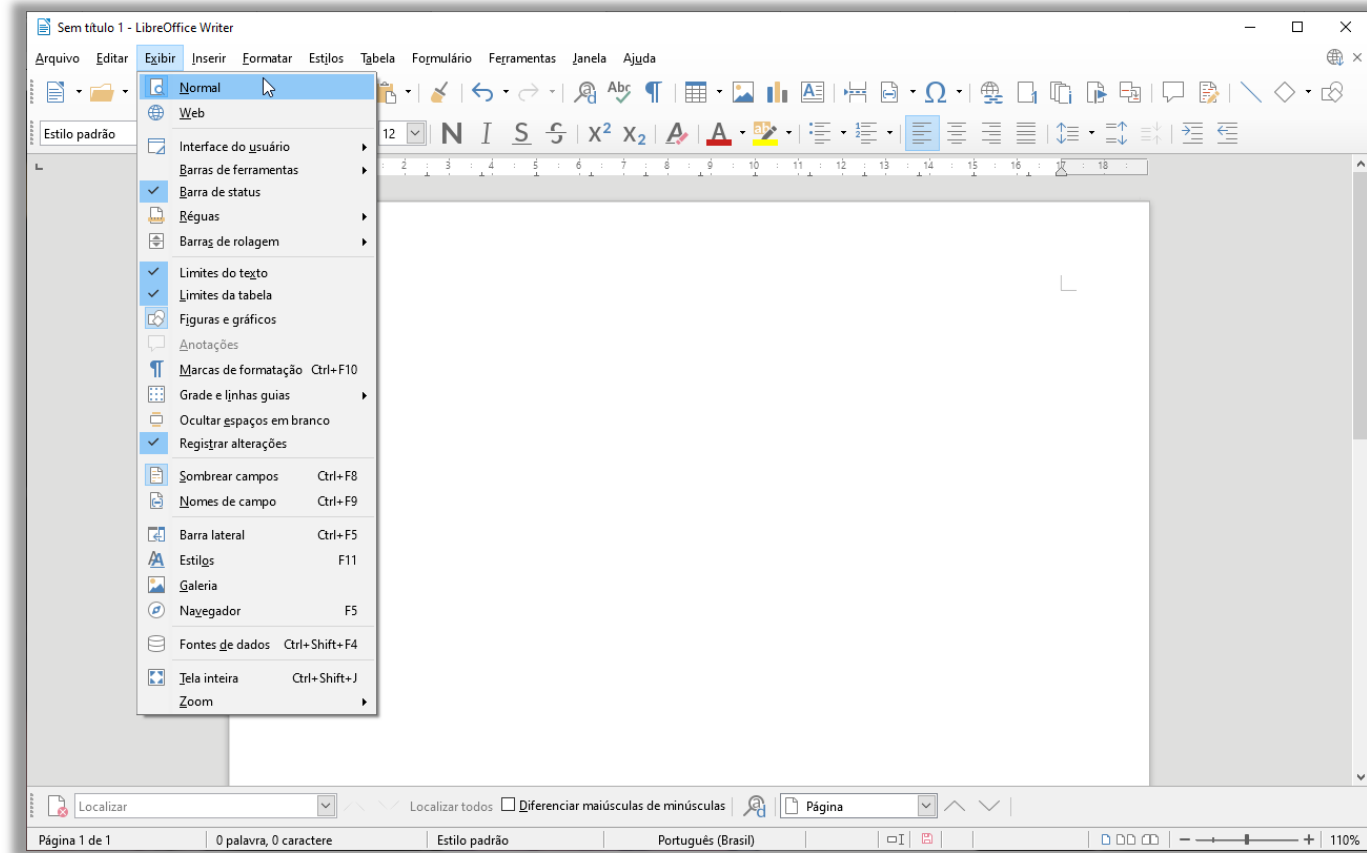 Sem título 1 - LibreOffice Writer
Arquivo Editar Exibir Inserir Formatar Estilos Tabela Formulário Ferramentas Janela Ajuda
Estilo padrão 12 N I S S X² X₂ A A
2 3 4 5 6 7 8 9 10 11 12 13 14 15 16 17 18
Normal
Web
Interface do usuário
Barras de ferramentas
Barra de status
Réguas
Barras de rolagem
Limites do texto
Limites da tabela
Figuras e gráficos
Anotações
Marcas de formatação Ctrl+F10
Grade e linhas guias
Ocultar espaços em branco
Registrar alterações
Sombrear campos Ctrl+F8
Nomes de campo Ctrl+F9
Barra lateral Ctrl+F5
Estilos F11
Galeria
Navegador F5
Fontes de dados Ctrl+Shift+F4
Tela inteira Ctrl+Shift+J
Zoom
Localizar Localizar todos Diferenciar maiúsculas de minúsculas Página
Página 1 de 1 0 palavra, 0 caractere Estilo padrão Português (Brasil) 110%